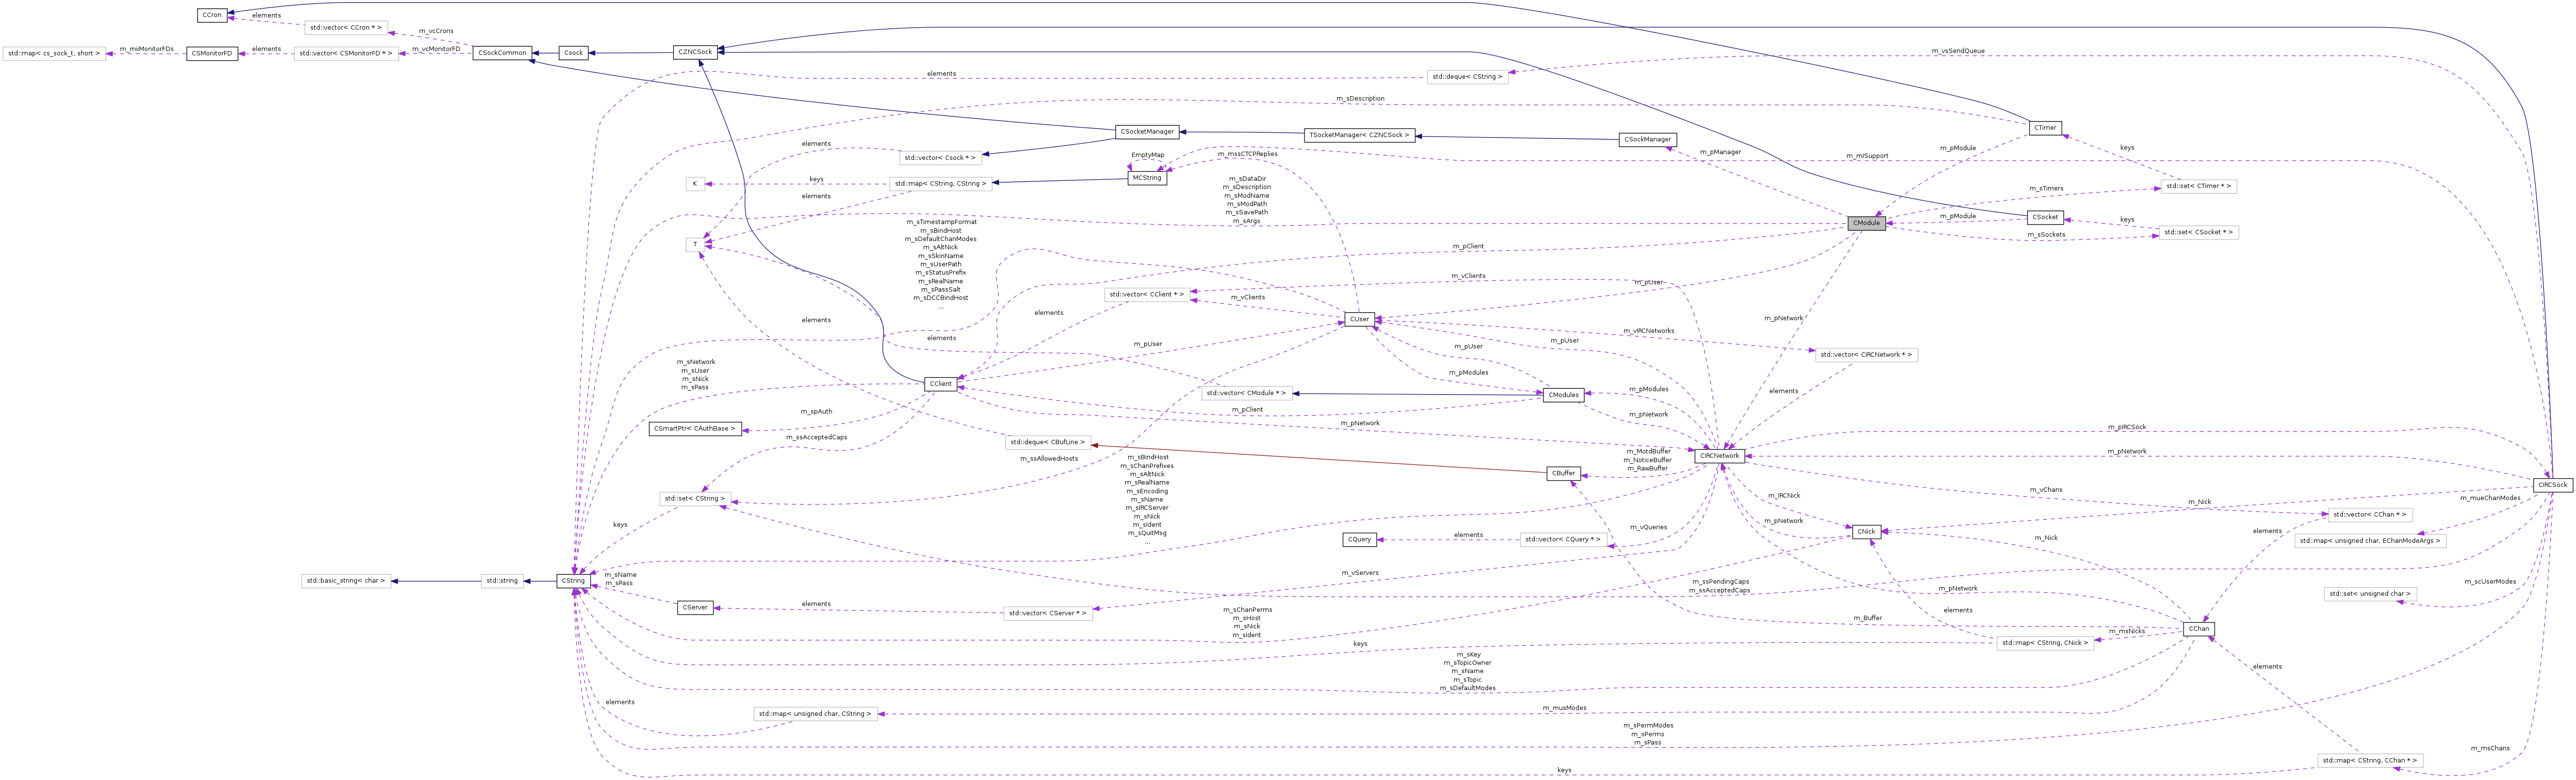 CCron
elements
std::vector< CCron * >
m_vcCrons
std::map< cs_sock_t, short >
m_miiMonitorFDs
CSMonitorFD
elements
std::vector< CSMonitorFD * >
m_vcMonitorFD
CSockCommon
Csock
CZNCSock
m_vsSendQueue
elements
std::deque< CString >
m_sDescription
CSocketManager
TSocketManager< CZNCSock >
CSockManager
CTimer
elements
std::vector< Csock * >
EmptyMap
m_mssCTCPReplies
m_pManager
m_mISupport
m_pModule
keys
K
keys
std::map< CString, CString >
MCString
elements
m_sDataDir
m_sDescription
m_sModName
m_sModPath
m_sSavePath
m_sArgs
m_sTimers
std::set< CTimer * >
CModule
m_pModule
CSocket
keys
m_sSockets
std::set< CSocket * >
T
m_sTimestampFormat
m_sBindHost
m_sDefaultChanModes
m_sAltNick
m_sSkinName
m_sUserPath
m_sStatusPrefix
m_sRealName
m_sPassSalt
m_sDCCBindHost
...
m_pClient
m_vClients
m_pUser
std::vector< CClient * >
m_vClients
elements
elements
CUser
m_pNetwork
m_vIRCNetworks
elements
m_pUser
m_pUser
m_pUser
std::vector< CIRCNetwork * >
m_sNetwork
m_sUser
m_sNick
m_sPass
CClient
m_pModules
m_pModules
elements
std::vector< CModule * >
CModules
m_spAuth
m_pClient
m_pNetwork
CSmartPtr< CAuthBase >
m_pNetwork
m_pIRCSock
m_ssAcceptedCaps
std::deque< CBufLine >
m_ssAllowedHosts
m_sBindHost
m_sChanPrefixes
m_sAltNick
m_sRealName
m_sEncoding
m_sName
m_sIRCServer
m_sNick
m_sIdent
m_sQuitMsg
...
CBuffer
m_MotdBuffer
m_NoticeBuffer
m_RawBuffer
CIRCNetwork
m_pNetwork
CIRCSock
std::set< CString >
m_IRCNick
m_vChans
m_Nick
m_mueChanModes
keys
m_vQueries
m_pNetwork
std::vector< CChan * >
CNick
elements
m_Nick
std::map< unsigned char, EChanModeArgs >
CQuery
elements
std::vector< CQuery * >
std::basic_string< char >
std::string
CString
m_sName
m_sPass
m_vServers
m_ssPendingCaps
m_ssAcceptedCaps
m_pNetwork
m_scUserModes
std::set< unsigned char >
CServer
elements
std::vector< CServer * >
m_sChanPerms
m_sHost
m_sNick
m_sIdent
m_Buffer
elements
CChan
m_msNicks
keys
std::map< CString, CNick >
m_sKey
m_sTopicOwner
m_sName
m_sTopic
m_sDefaultModes
elements
elements
std::map< unsigned char, CString >
m_musModes
m_sPermModes
m_sPerms
m_sPass
m_msChans
std::map< CString, CChan * >
keys